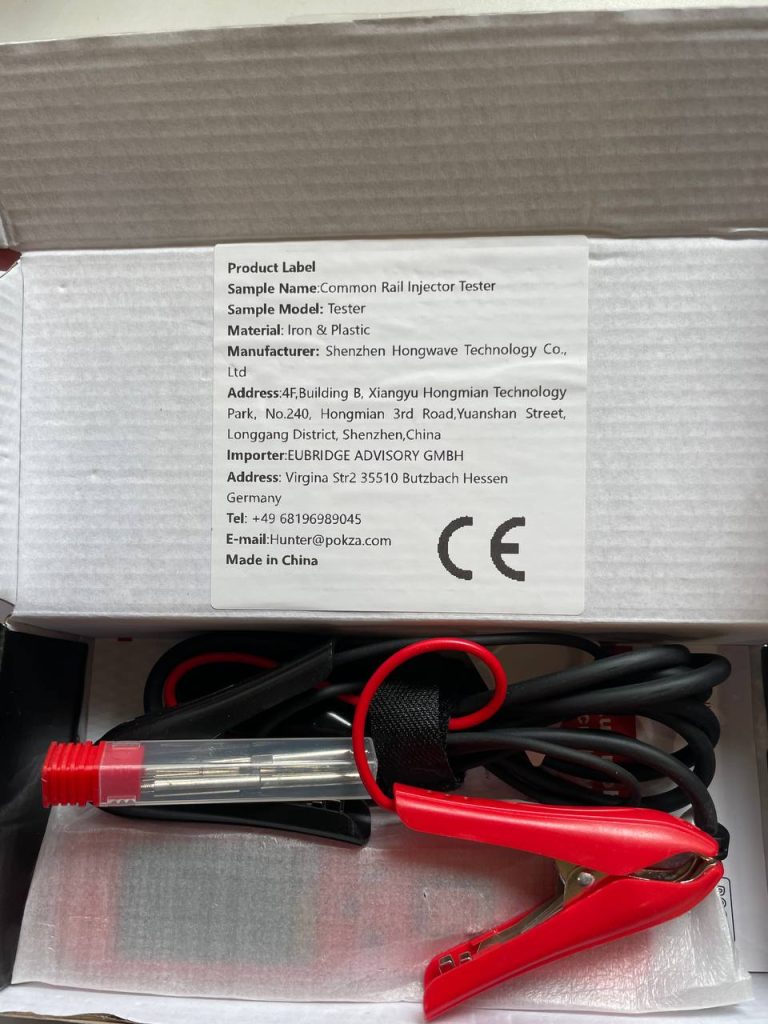 Product Label
Sample Name:Common Rail Injector Tester
Sample Model: Tester
Material: Iron & Plastic
Manufacturer: Shenzhen Hongwave Technology Co.,
Ltd
Address:4F,Building B, Xiangyu Hongmian Technology
Park, No.240, Hongmian 3rd Road,Yuanshan Street,
Longgang District, Shenzhen,China
Importer:EUBRIDGE ADVISORY GMBH
Address: Virgina Str2 35510 Butzbach Hessen
Germany
Tel: +49 68196989045
E-mail:Hunter@pokza.com
Made in China
CE